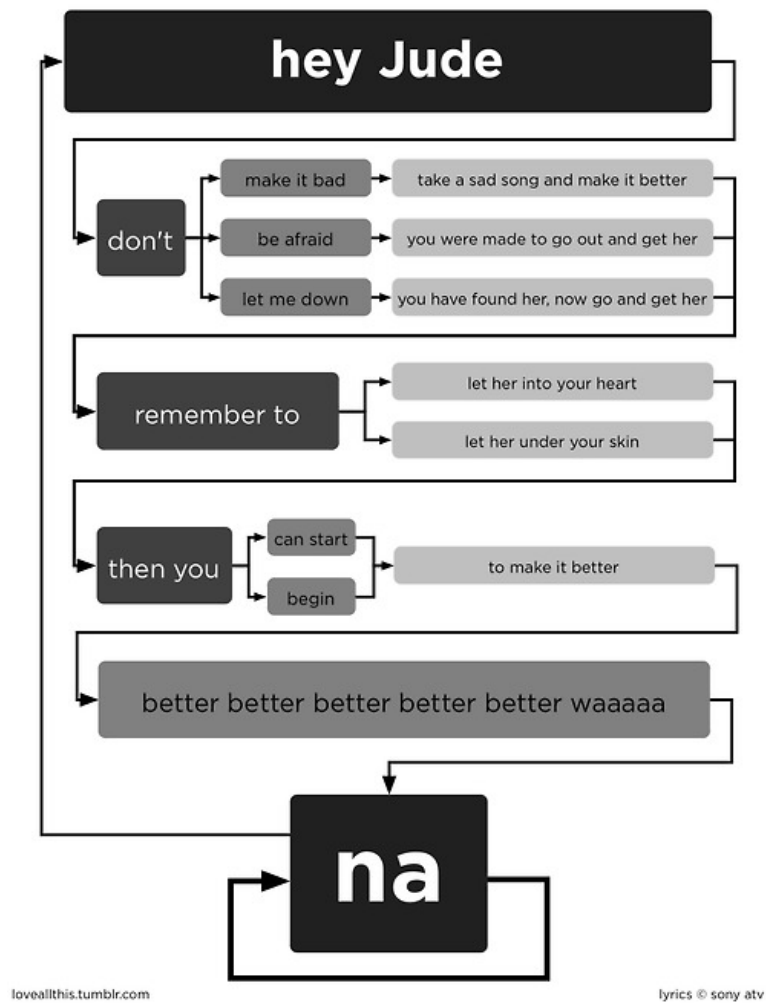 hey Jude
don't
make it bad
take a sad song and make it better
be afraid
you were made to go out and get her
let me down
you have found her, now go and get her
remember to
let her into your heart
let her under your skin
then you
can start
begin
to make it better
better better better better better waaaaa
na
loveallthis.tumblr.com
lyrics © sony atv